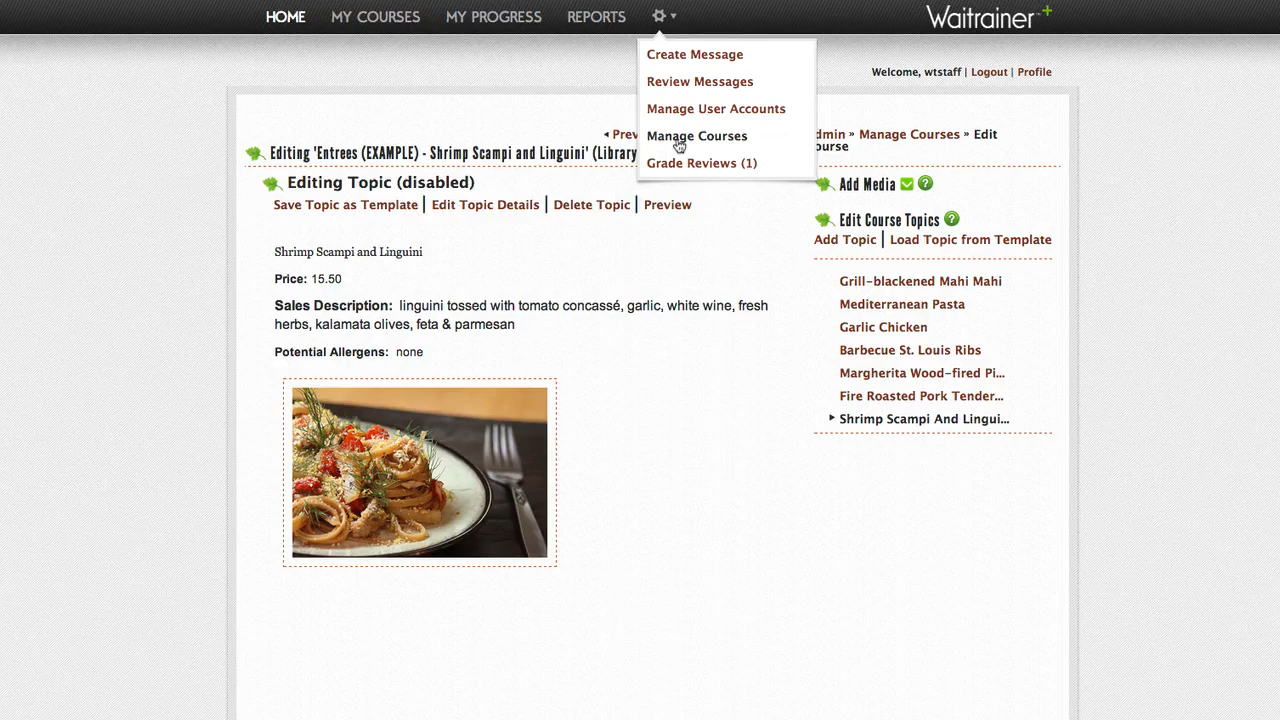 HOME MY COURSES MY PROGRESS REPORTS
Waitrainer+
Create Message
Review Messages
Manage User Accounts
Manage Courses
Grade Reviews (1)
Welcome, wtstaff | Logout | Profile
Prev
dmin » Manage Courses » Edit
ourse
Editing 'Entrees (EXAMPLE) - Shrimp Scampi and Linguini' (Library
Editing Topic (disabled)
Save Topic as Template | Edit Topic Details | Delete Topic | Preview
Shrimp Scampi and Linguini
Price: 15.50
Sales Description: linguini tossed with tomato concassé, garlic, white wine, fresh
herbs, kalamata olives, feta & parmesan
Potential Allergens: none
Add Media ?
Edit Course Topics ?
Add Topic | Load Topic from Template
Grill-blackened Mahi Mahi
Mediterranean Pasta
Garlic Chicken
Barbecue St. Louis Ribs
Margherita Wood-fired Pi...
Fire Roasted Pork Tender...
Shrimp Scampi And Lingui...